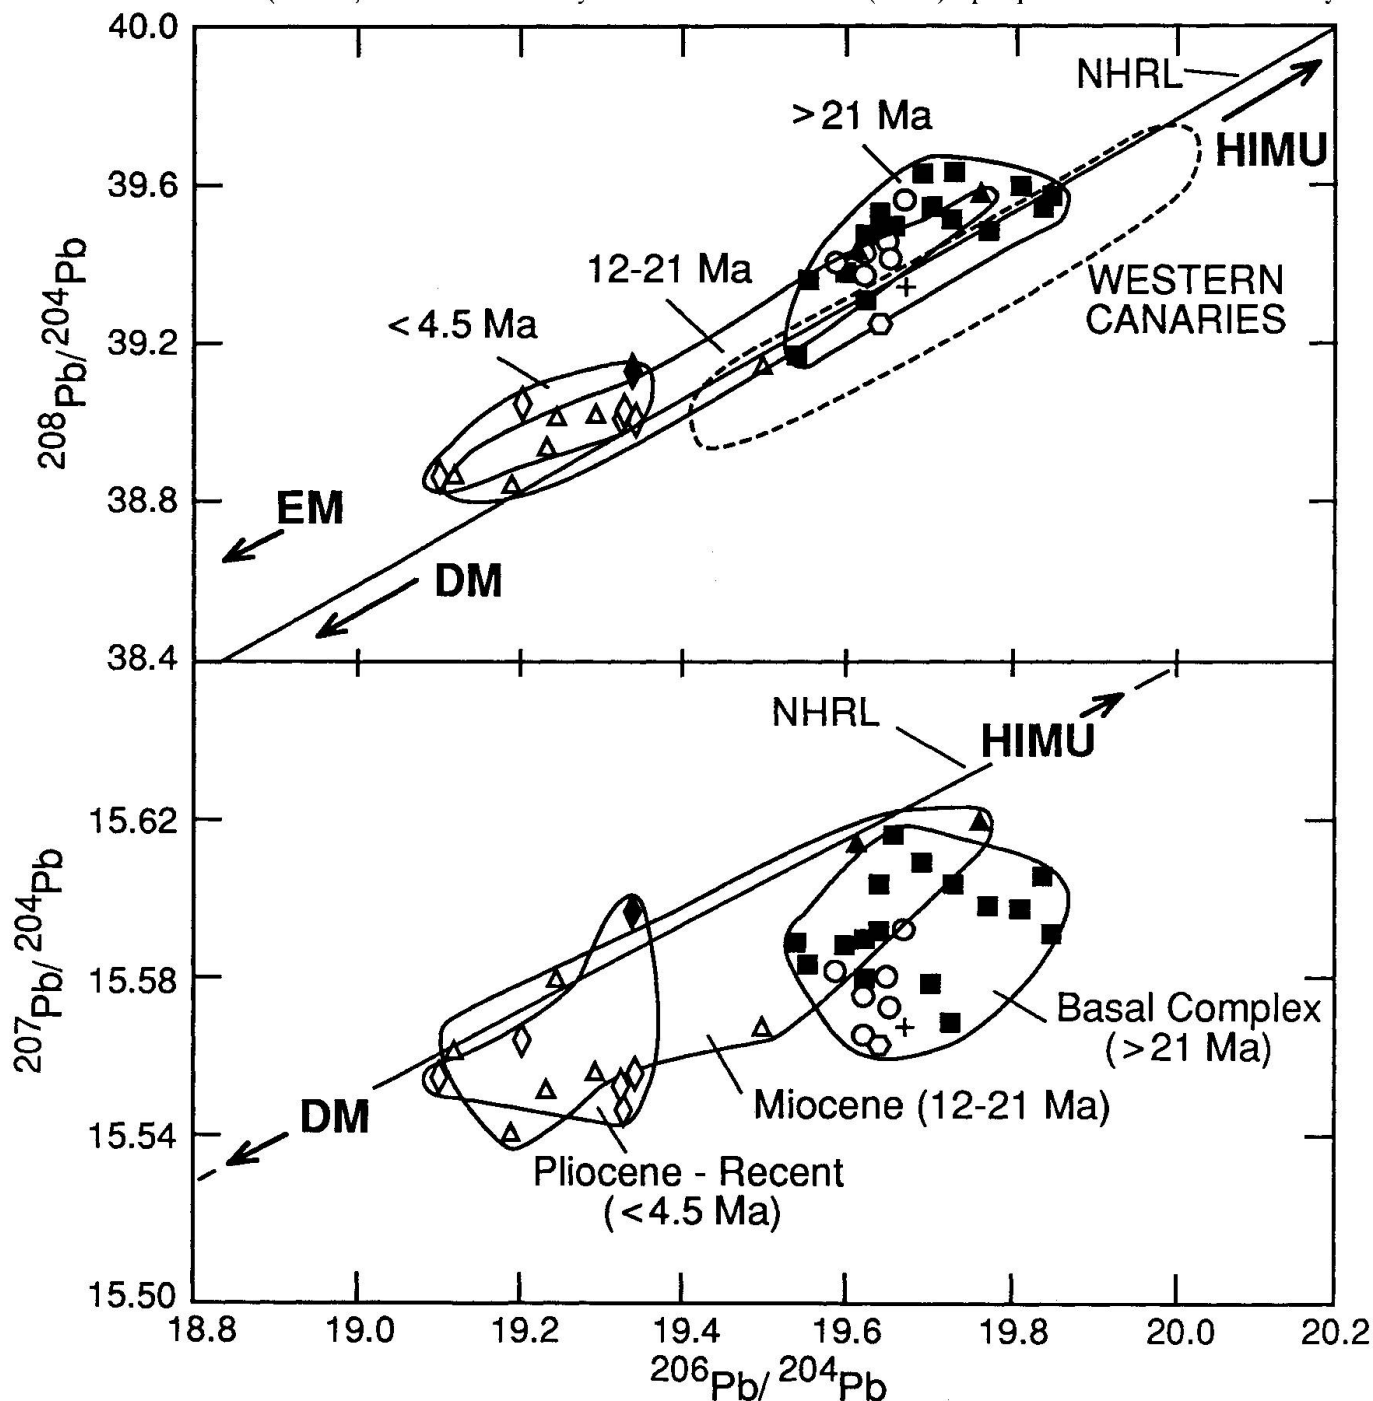 40.0
NHRL
>21 Ma
HIMU
39.6
12-21 Ma
WESTERN
CANARIES
<4.5 Ma
39.2
208Pb/204Pb
38.8
EM
DM
38.4
NHRL
HIMU
15.62
207Pb/204Pb
15.58
Basal Complex
(>21 Ma)
Miocene (12-21 Ma)
DM
15.54
Pliocene - Recent
(<4.5 Ma)
15.50
18.8 19.0 19.2 19.4 19.6 19.8 20.0 20.2
206Pb/204Pb